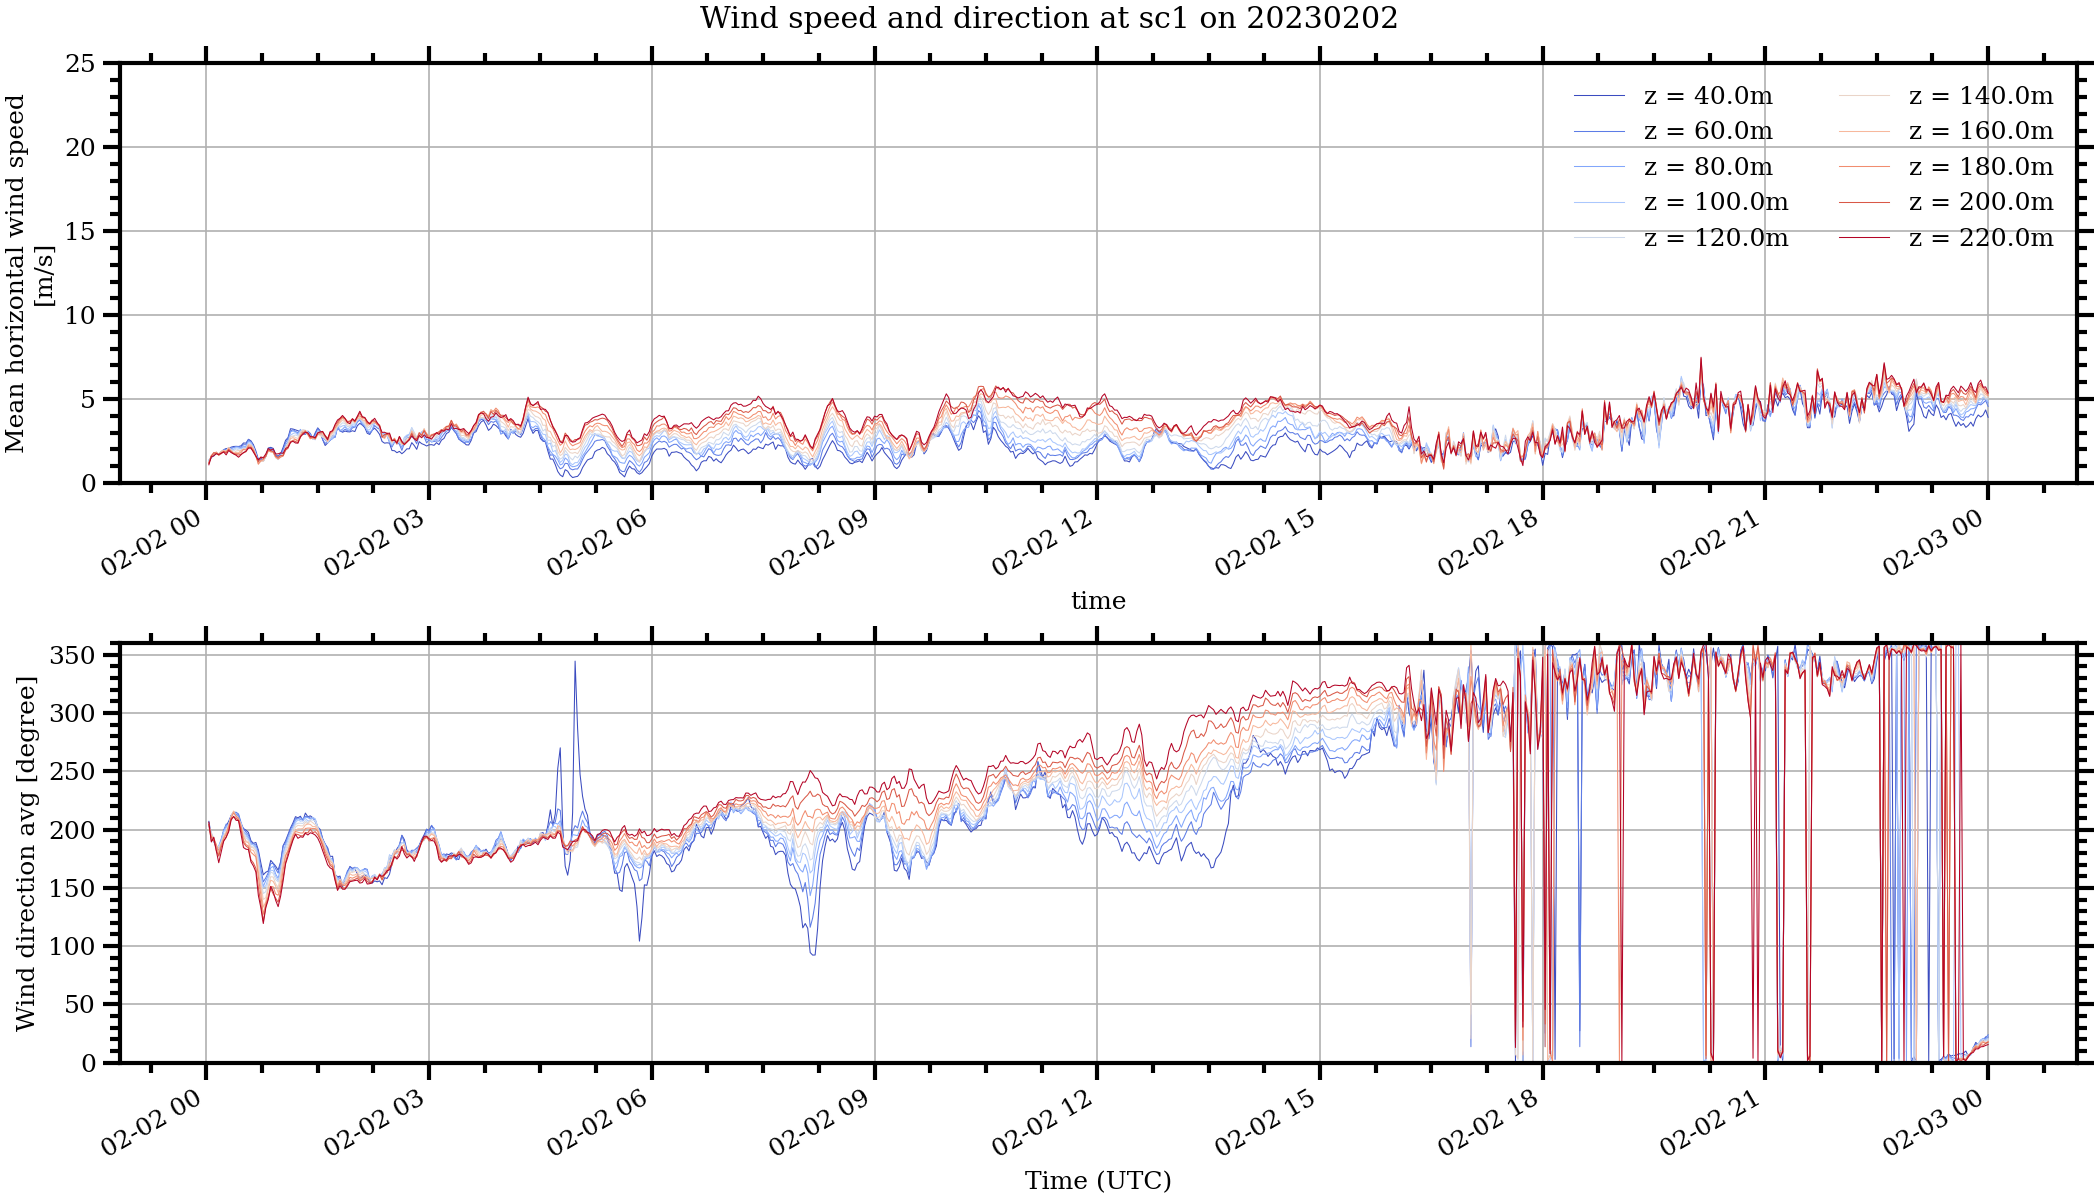 Wind speed and direction at sc1 on 20230202
Mean horizontal wind speed
[m/s]
25
20
15
10
5
0
z = 40.0m
z = 60.0m
z = 80.0m
z = 100.0m
z = 120.0m
z = 140.0m
z = 160.0m
z = 180.0m
z = 200.0m
z = 220.0m
02-02 00
02-02 03
02-02 06
02-02 09
02-02 12
02-02 15
02-02 18
02-02 21
02-03 00
time
Wind direction avg [degree]
350
300
250
200
150
100
50
0
02-02 00
02-02 03
02-02 06
02-02 09
02-02 12
02-02 15
02-02 18
02-02 21
02-03 00
Time (UTC)